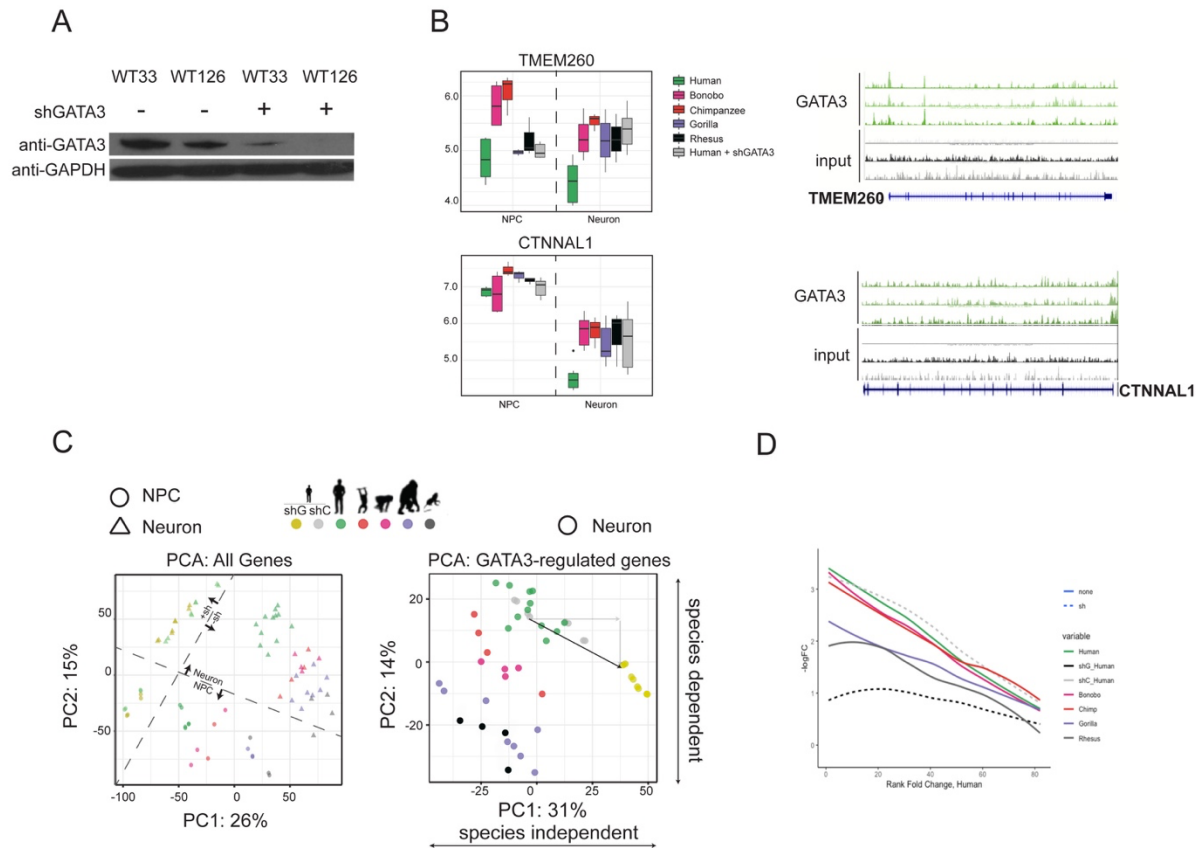 A
WT33 WT126 WT33 WT126
shGATA3 - - + +
anti-GATA3
anti-GAPDH
B
TMEM260
6.0
5.0
4.0
NPC Neuron
Human
Bonobo
Chimpanzee
Gorilla
Rhesus
Human + shGATA3
CTNNAL1
7.0
6.0
5.0
NPC Neuron
GATA3
input
TMEM260
GATA3
input
CTNNAL1
C
NPC
Neuron
shG shC
Neuron
PCA: All Genes
50
0
-50
-100 -50 0 50
PC2: 15%
PC1: 26%
+sh
-sh
Neuron
NPC
PCA: GATA3-regulated genes
20
0
-20
-25 0 25 50
PC2: 14%
PC1: 31%
species independent
species dependent
D
-logFC
3
2
1
0
0 20 40 60 80
Rank Fold Change, Human
none
sh
variable
Human
shG_Human
shC_Human
Bonobo
Chimp
Gorilla
Rhesus